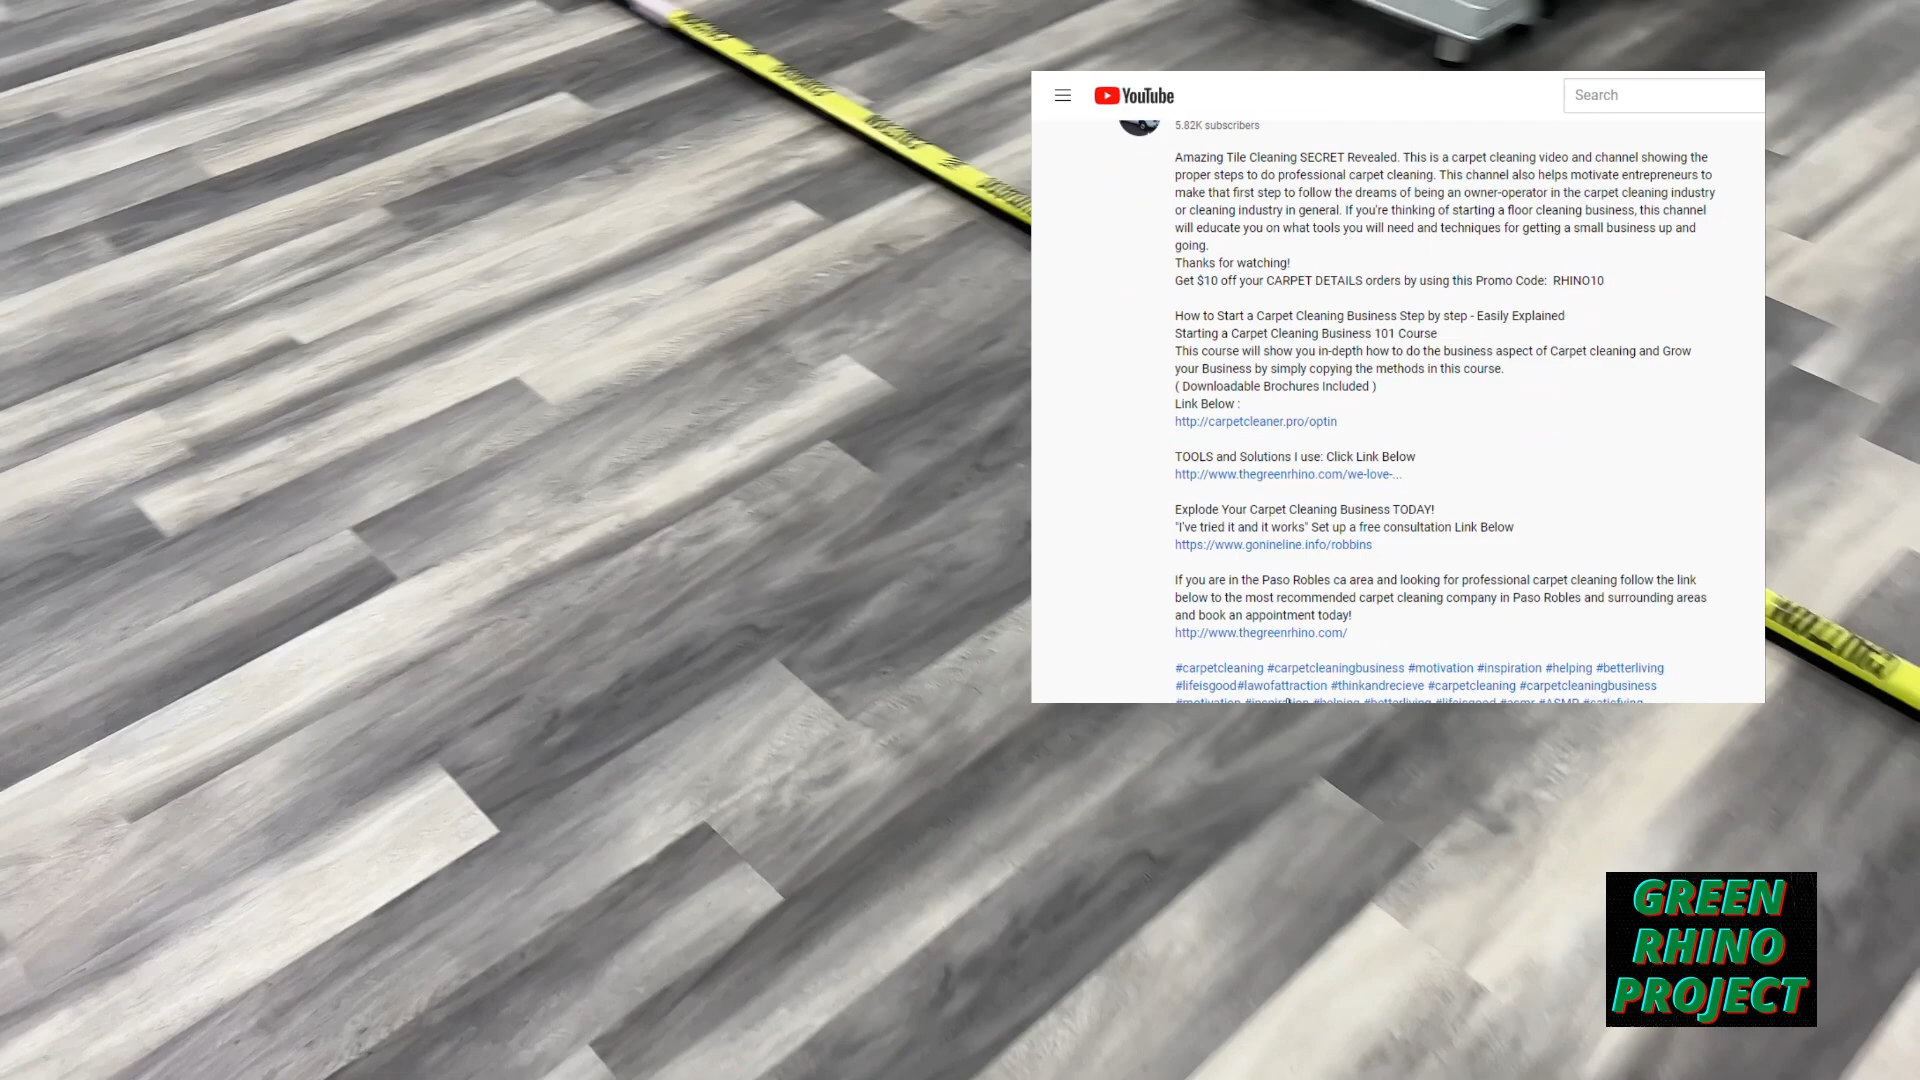 YouTube
Search
5.82K subscribers
Amazing Tile Cleaning SECRET Revealed. This is a carpet cleaning video and channel showing the
proper steps to do professional carpet cleaning. This channel also helps motivate entrepreneurs to
make that first step to follow the dreams of being an owner-operator in the carpet cleaning industry
or cleaning industry in general. If you're thinking of starting a floor cleaning business, this channel
will educate you on what tools you will need and techniques for getting a small business up and
going.
Thanks for watching!
Get $10 off your CARPET DETAILS orders by using this Promo Code:  RHINO10
How to Start a Carpet Cleaning Business Step by step - Easily Explained
Starting a Carpet Cleaning Business 101 Course
This course will show you in-depth how to do the business aspect of Carpet cleaning and Grow
your Business by simply copying the methods in this course.
( Downloadable Brochures Included )
Link Below :
http://carpetcleaner.pro/optin
TOOLS and Solutions I use: Click Link Below
http://www.thegreenrhino.com/we-love-...
Explode Your Carpet Cleaning Business TODAY!
"I've tried it and it works" Set up a free consultation Link Below
https://www.gonineline.info/robbins
If you are in the Paso Robles ca area and looking for professional carpet cleaning follow the link
below to the most recommended carpet cleaning company in Paso Robles and surrounding areas
and book an appointment today!
http://www.thegreenrhino.com/
#carpetcleaning #carpetcleaningbusiness #motivation #inspiration #helping #betterliving
#lifeisgood#lawofattraction #thinkandrecieve #carpetcleaning #carpetcleaningbusiness
#motivation #inspiration #helping #betterliving #lifeisgood #asmr #ASMR #satisfying
GREEN
RHINO
PROJECT